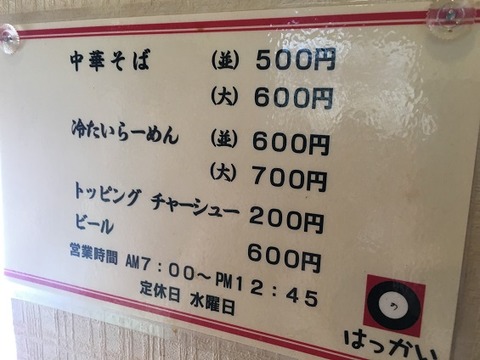 中華そば (並) 500円
(大) 600円
冷たいらーめん (並) 600円
(大) 700円
トッピング チャーシュー 200円
ビール 600円
営業時間 AM7:00~PM12:45
定休日 水曜日
の
はっかい